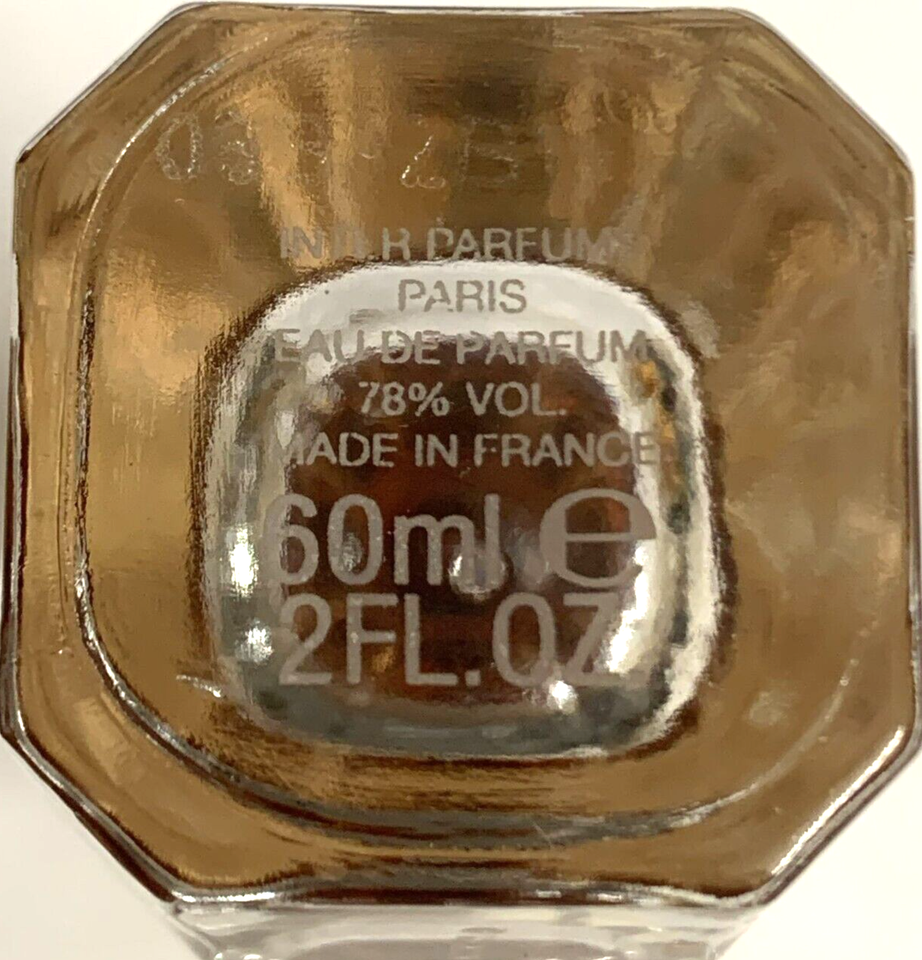 INTER PARFUMS
PARIS
EAU DE PARFUM
78% VOL.
MADE IN FRANCE
60ml e
2FL.OZ.